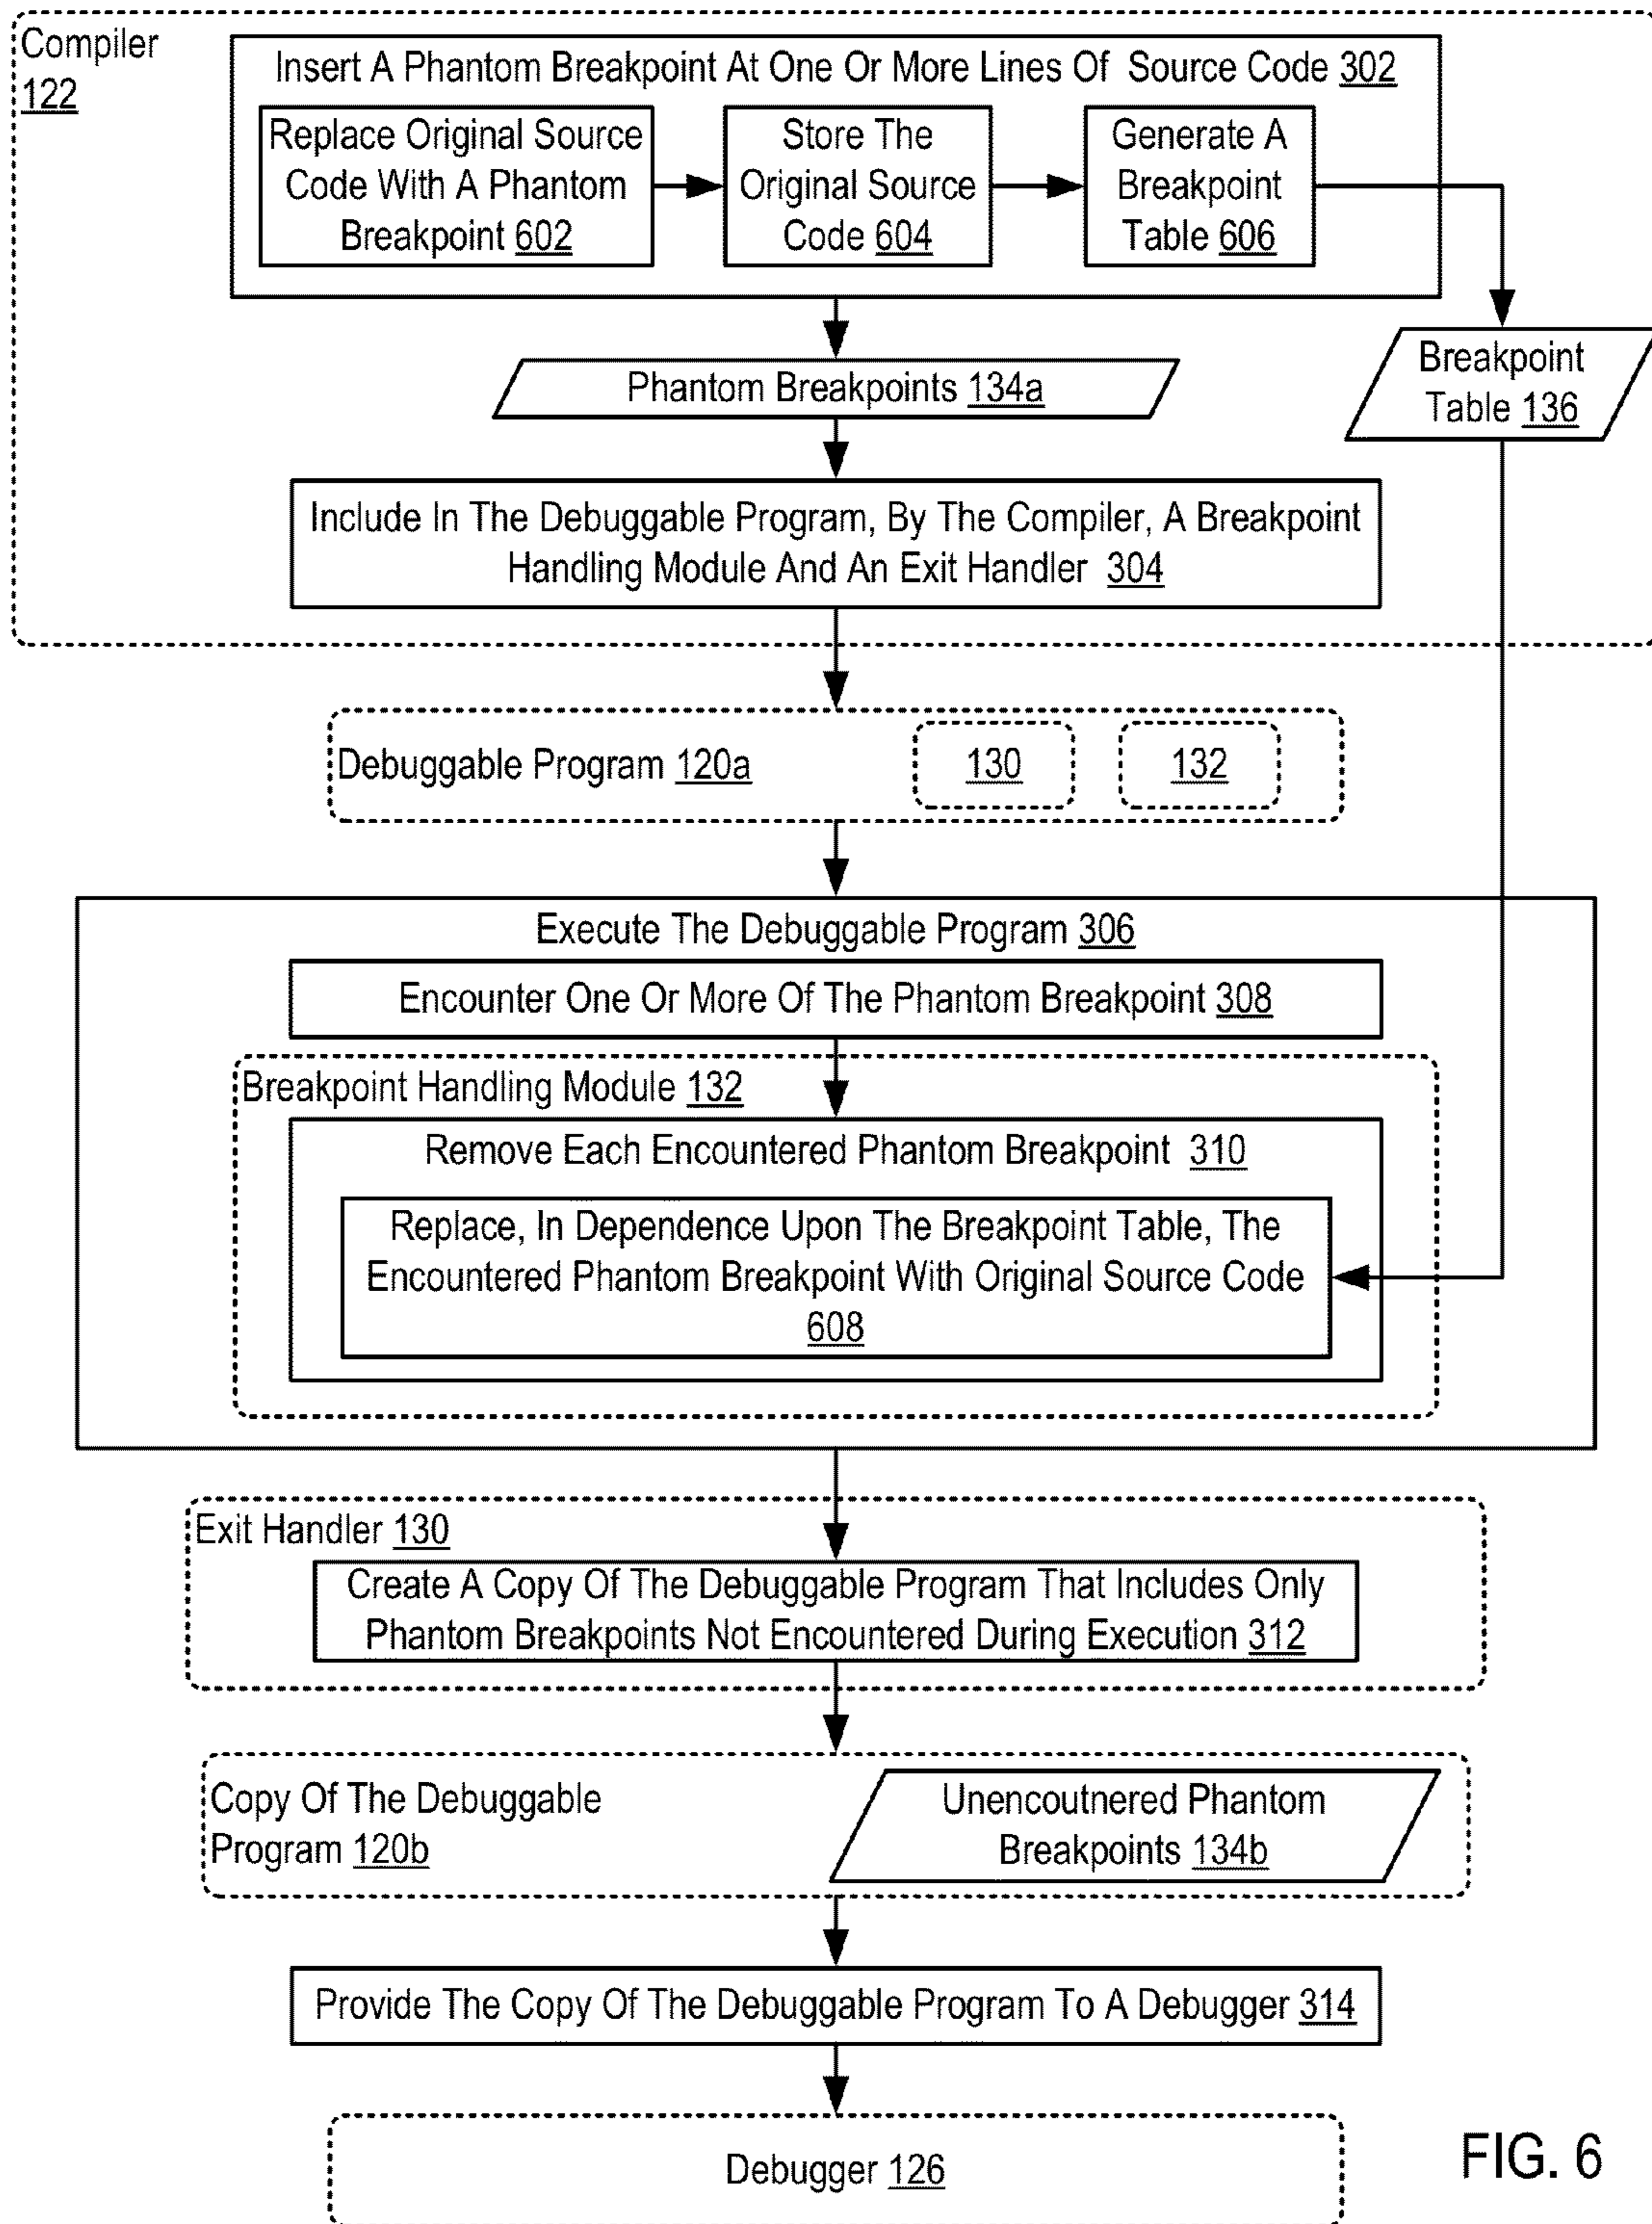 Compiler
122
Insert A Phantom Breakpoint At One Or More Lines Of Source Code 302
Replace Original Source
Code With A Phantom
Breakpoint 602
Store The
Original Source
Code 604
Generate A
Breakpoint
Table 606
Phantom Breakpoints 134a
Breakpoint
Table 136
Include In The Debuggable Program, By The Compiler, A Breakpoint
Handling Module And An Exit Handler 304
Debuggable Program 120a
130
132
Execute The Debuggable Program 306
Encounter One Or More Of The Phantom Breakpoint 308
Breakpoint Handling Module 132
Remove Each Encountered Phantom Breakpoint 310
Replace, In Dependence Upon The Breakpoint Table, The
Encountered Phantom Breakpoint With Original Source Code
608
Exit Handler 130
Create A Copy Of The Debuggable Program That Includes Only
Phantom Breakpoints Not Encountered During Execution 312
Copy Of The Debuggable
Program 120b
Unencoutnered Phantom
Breakpoints 134b
Provide The Copy Of The Debuggable Program To A Debugger 314
Debugger 126
FIG. 6